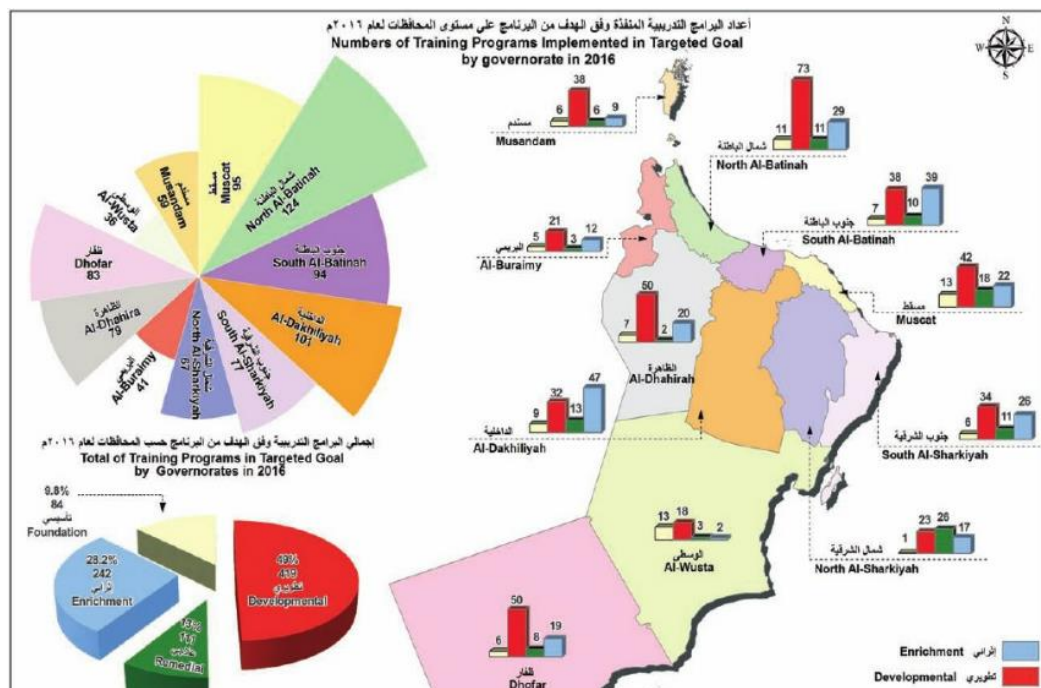 أعداد البرامج التدريبية المنفذة وفق الهدف من البرنامج على مستوى المحافظات لعام ٢٠١٦م
Numbers of Training Programs Implemented in Targeted Goal
by governorate in 2016
N
W
E
S
مسقط
Muscat
95
شمال الباطنة
North Al-Batinah
124
جنوب الباطنة
South Al-Batinah
94
الداخلية
Al-Dakhiliyah
101
جنوب الشرقية
South Al-Sharkiyah
77
شمال الشرقية
North Al-Sharkiyah
67
البريمي
Al-Buraimy
41
الظاهرة
Al-Dhahira
79
ظفار
Dhofar
83
الوسطى
Al-Wusta
36
مسندم
Musandam
59
6 38 6 9
مسندم
Musandam
11 73 11 29
شمال الباطنة
North Al-Batinah
7 38 10 39
جنوب الباطنة
South Al-Batinah
5 21 3 12
البريمي
Al-Buraimy
13 42 18 22
مسقط
Muscat
7 50 2 20
الظاهرة
Al-Dhahirah
9 32 13 47
الداخلية
Al-Dakhiliyah
6 34 11 26
جنوب الشرقية
South Al-Sharkiyah
13 18 3 2
الوسطى
Al-Wusta
1 23 26 17
شمال الشرقية
North Al-Sharkiyah
6 50 8 19
ظفار
Dhofar
إجمالي البرامج التدريبية وفق الهدف من البرنامج حسب المحافظات لعام ٢٠١٦م
Total of Training Programs in Targeted Goal
by Governorates in 2016
9.8%
84
تأسيسي
Foundation
28.2%
242
إثرائي
Enrichment
49%
419
تطويري
Developmental
13%
111
علاجي
Remedial
Enrichment إثرائي
Developmental تطويري